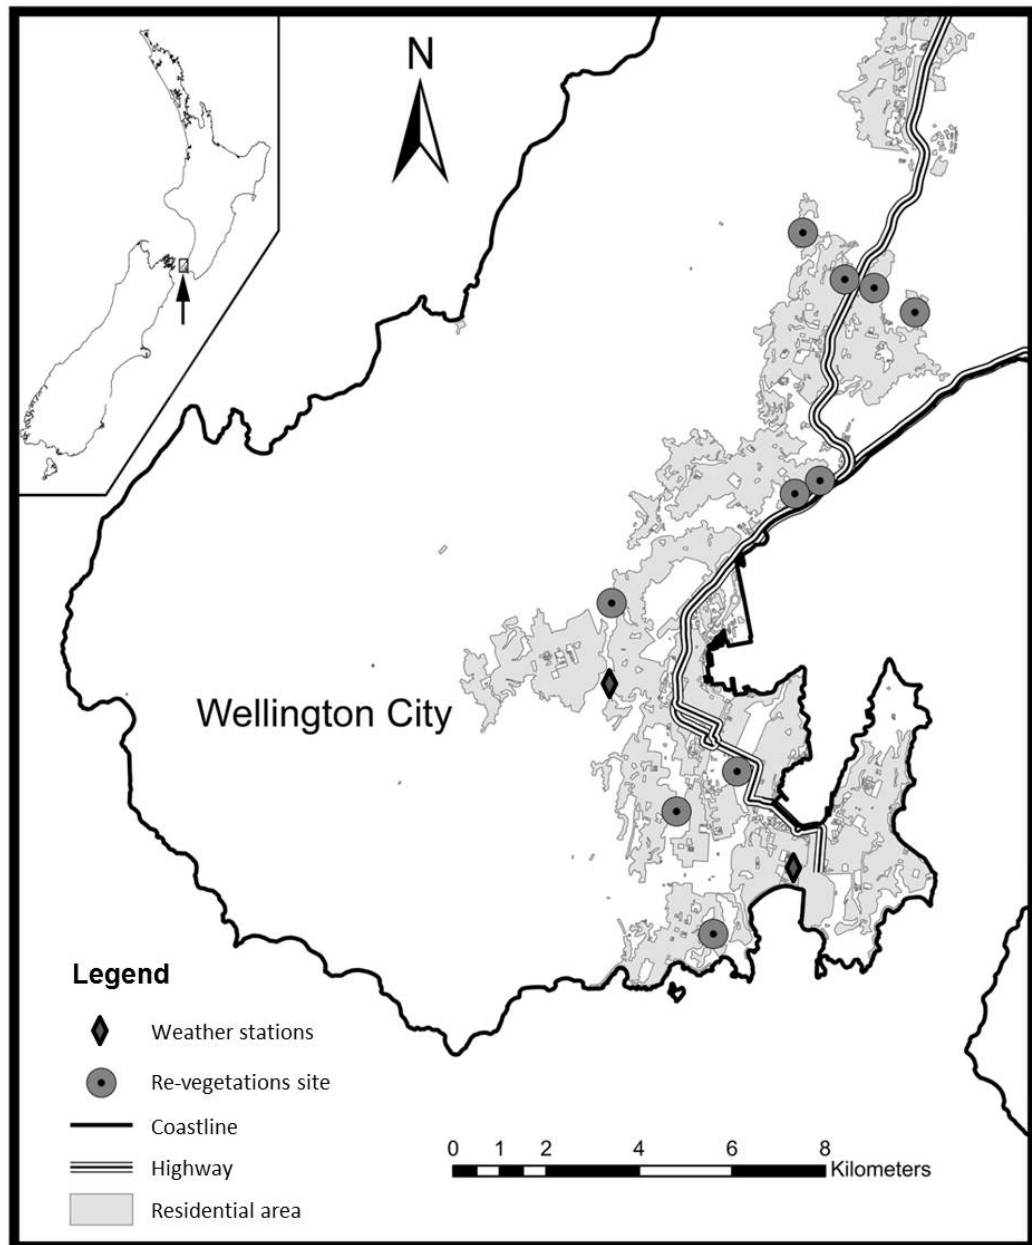 N
Wellington City
Legend
Weather stations
Re-vegetations site
Coastline
Highway
Residential area
0 1 2 4 6 8
Kilometers